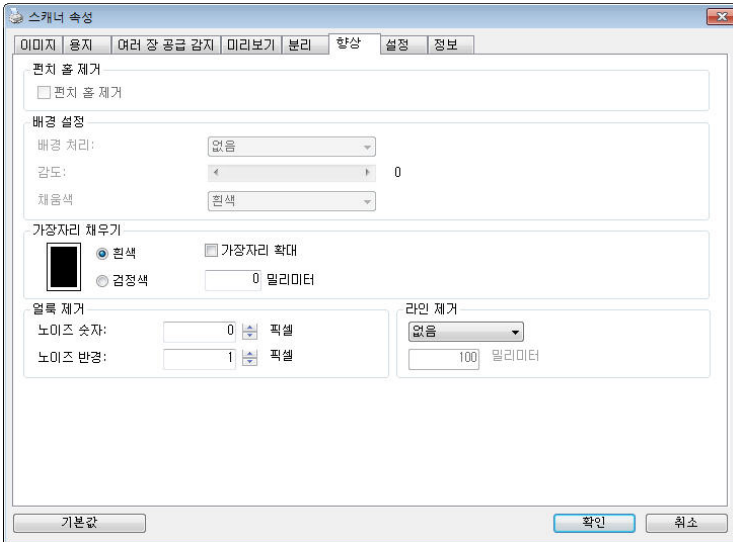 스캐너 속성
이미지 용지 여러 장 공급 감지 미리보기 분리 향상 설정 정보
펀치 홀 제거
펀치 홀 제거
배경 설정
배경 처리: 없음
감도: 0
채움색 흰색
가장자리 채우기
흰색 가장자리 확대
검정색 0 밀리미터
얼룩 제거 라인 제거
노이즈 숫자: 0 픽셀 없음
노이즈 반경: 1 픽셀 100 밀리미터
기본값 확인 취소